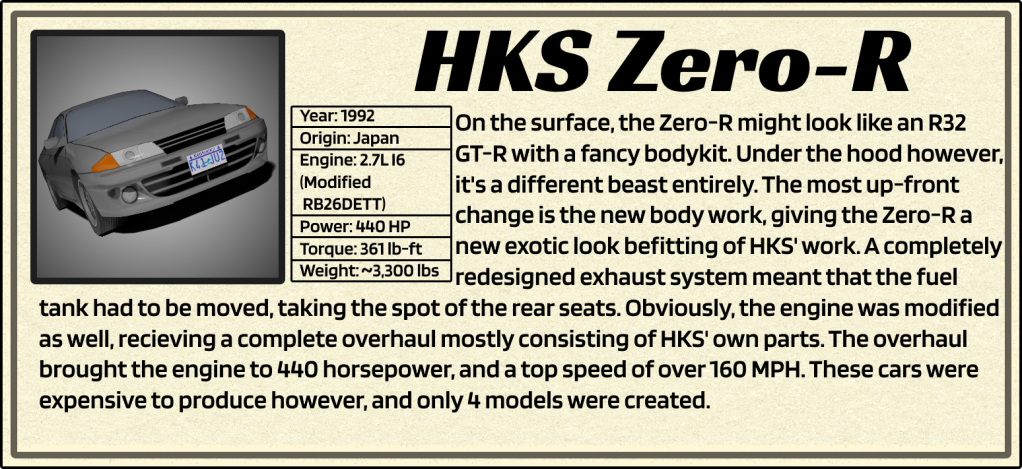 HKS Zero-R
Year: 1992
Origin: Japan
Engine: 2.7L I6
(Modified
RB26DETT)
Power: 440 HP
Torque: 361 lb-ft
Weight: ~3,300 lbs
On the surface, the Zero-R might look like an R32
GT-R with a fancy bodykit. Under the hood however,
it's a different beast entirely. The most up-front
change is the new body work, giving the Zero-R a
new exotic look befitting of HKS' work. A completely
redesigned exhaust system meant that the fuel
tank had to be moved, taking the spot of the rear seats. Obviously, the engine was modified
as well, recieving a complete overhaul mostly consisting of HKS' own parts. The overhaul
brought the engine to 440 horsepower, and a top speed of over 160 MPH. These cars were
expensive to produce however, and only 4 models were created.